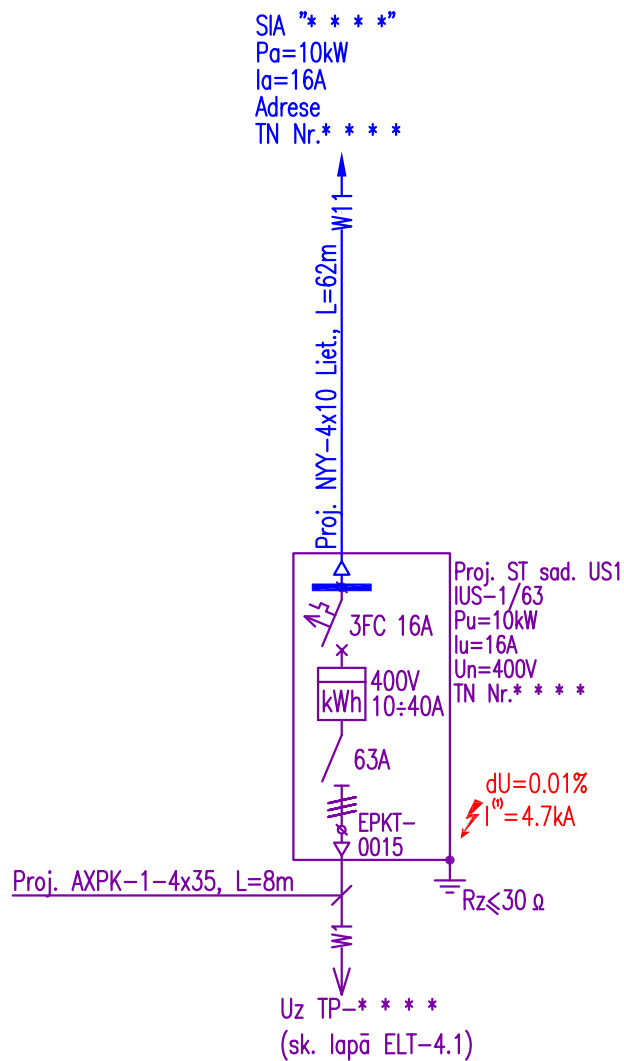 SIA "* * * *"
Pa=10kW
Ia=16A
Adrese
TN Nr.* * * *
W11
Proj. NYY-4x10 Liet., L=62m
Proj. ST sad. US1
IUS-1/63
Pu=10kW
Iu=16A
Un=400V
TN Nr.* * * *
3FC 16A
kWh
400V
10÷40A
63A
EPKT-
0015
dU=0.01%
I⁽¹⁾=4.7kA
Rz⩽30 Ω
Proj. AXPK-1-4x35, L=8m
W1
Uz TP-* * * *
(sk. lapā ELT-4.1)